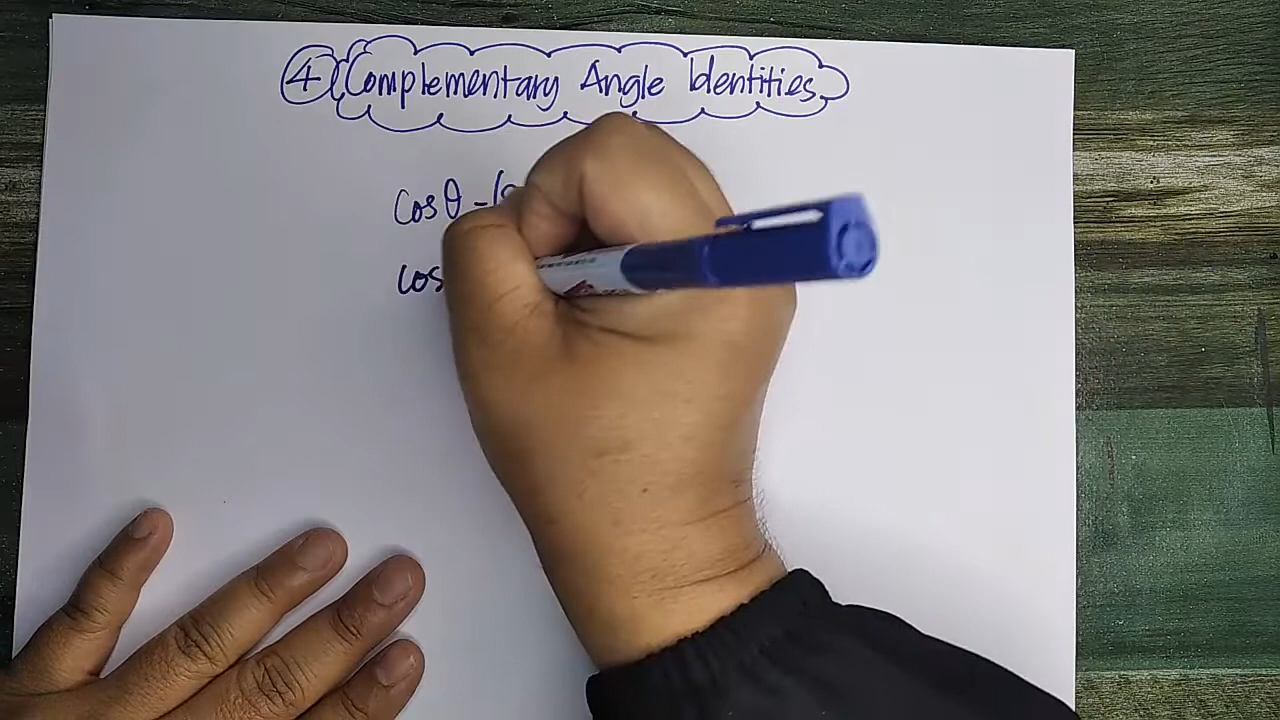 ④ Complementary Angle Identities
cos θ -
cos